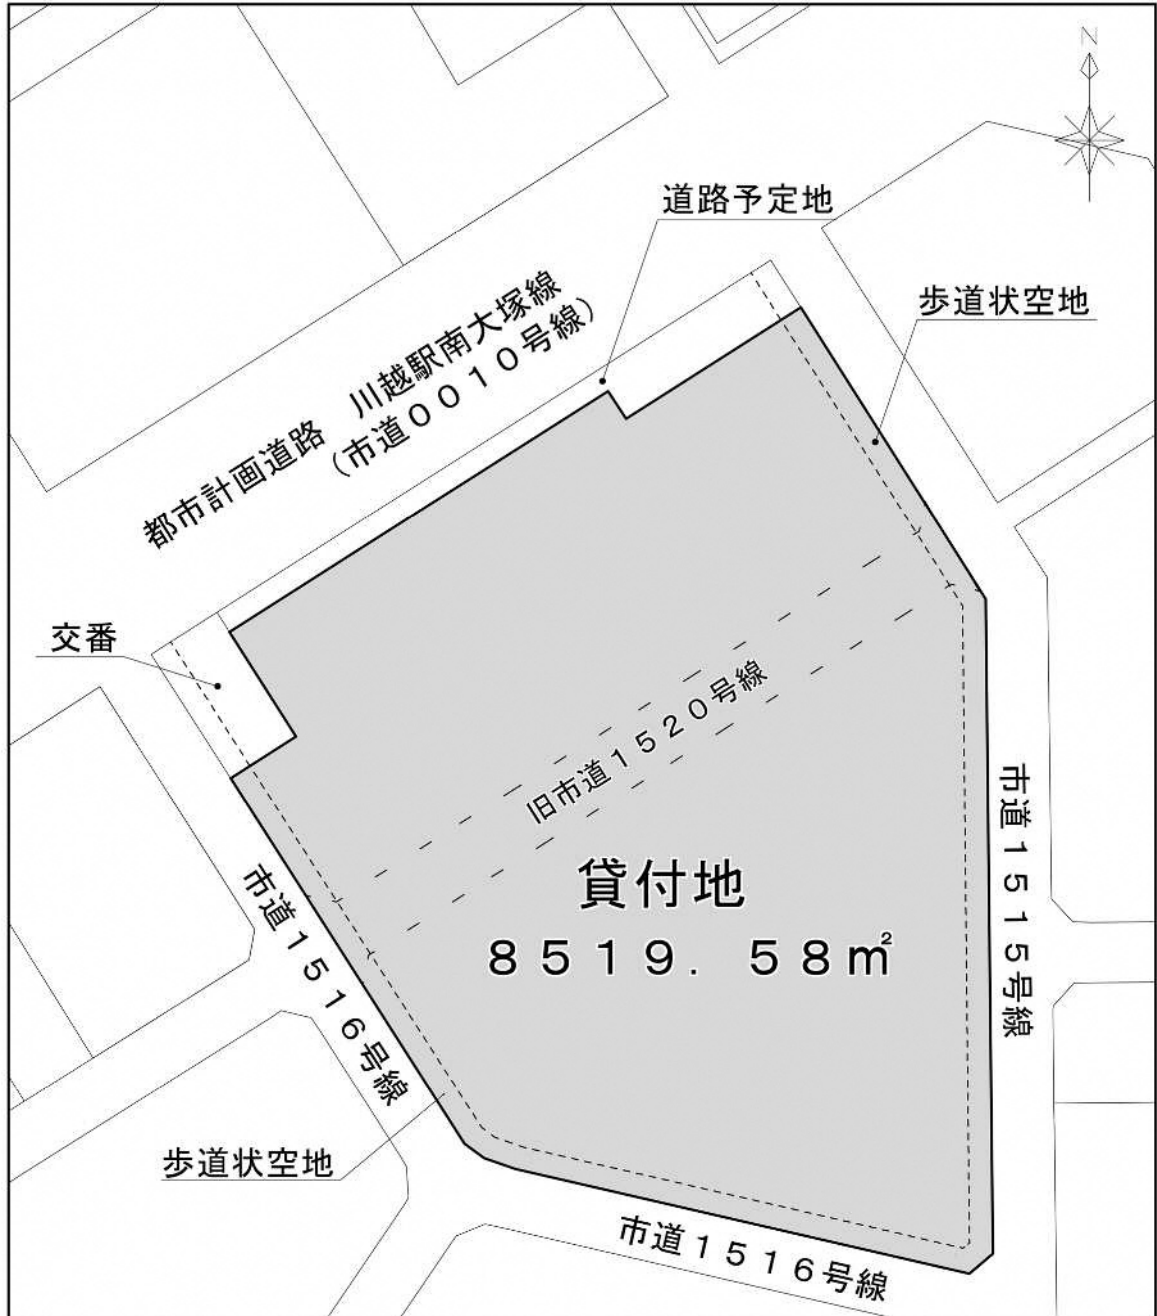 N
道路予定地
歩道状空地
都市計画道路　川越駅南大塚線
（市道００１０号線）
交番
旧市道１５２０号線
貸付地
８５１９．５８㎡
市道１５１５号線
市道１５１６号線
歩道状空地
市道１５１６号線